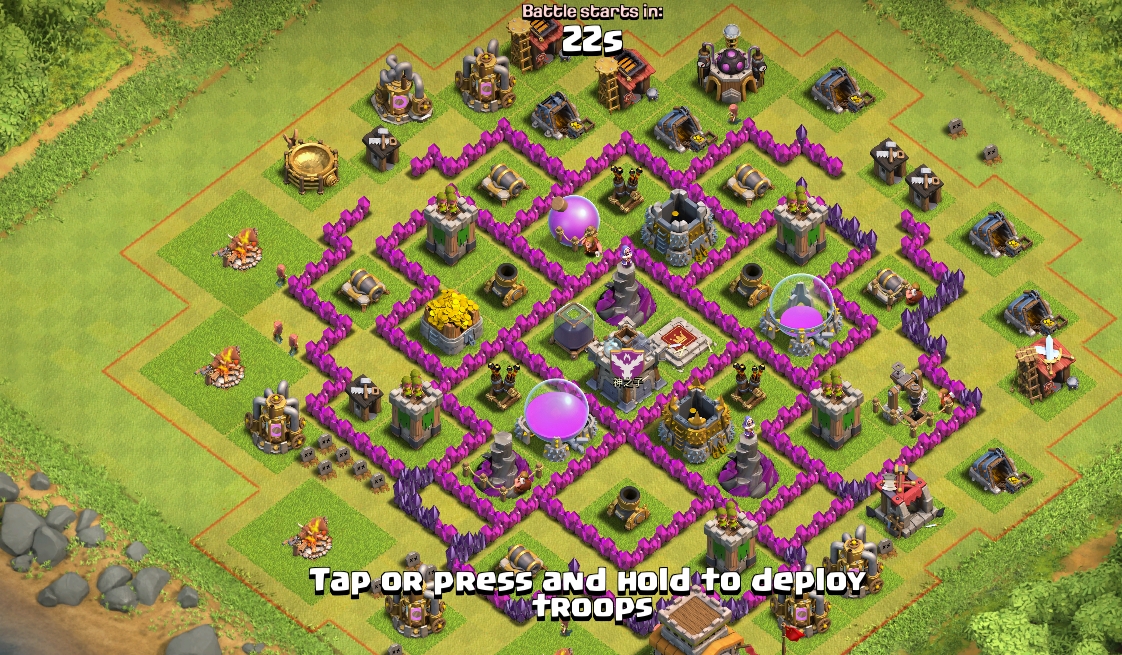 Battle starts in:
22s
神之子
Tap or press and hold to deploy
troops